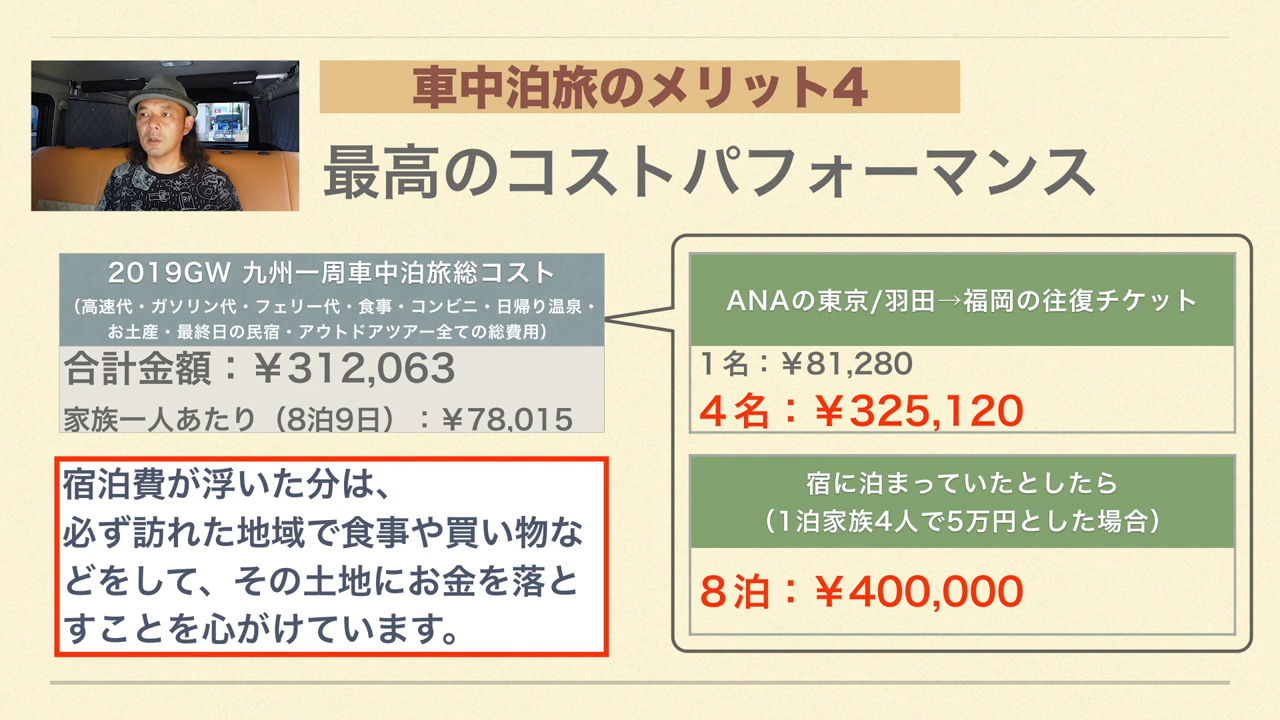 車中泊旅のメリット4
最高のコストパフォーマンス
2019GW 九州一周車中泊旅総コスト
（高速代・ガソリン代・フェリー代・食事・コンビニ・日帰り温泉・
お土産・最終日の民宿・アウトドアツアー全ての総費用）
合計金額：￥312,063
家族一人あたり（8泊9日）：￥78,015
宿泊費が浮いた分は、
必ず訪れた地域で食事や買い物な
どをして、その土地にお金を落と
すことを心がけています。
ANAの東京/羽田→福岡の往復チケット
１名：￥81,280
４名：￥325,120
宿に泊まっていたとしたら
（1泊家族4人で5万円とした場合）
８泊：￥400,000